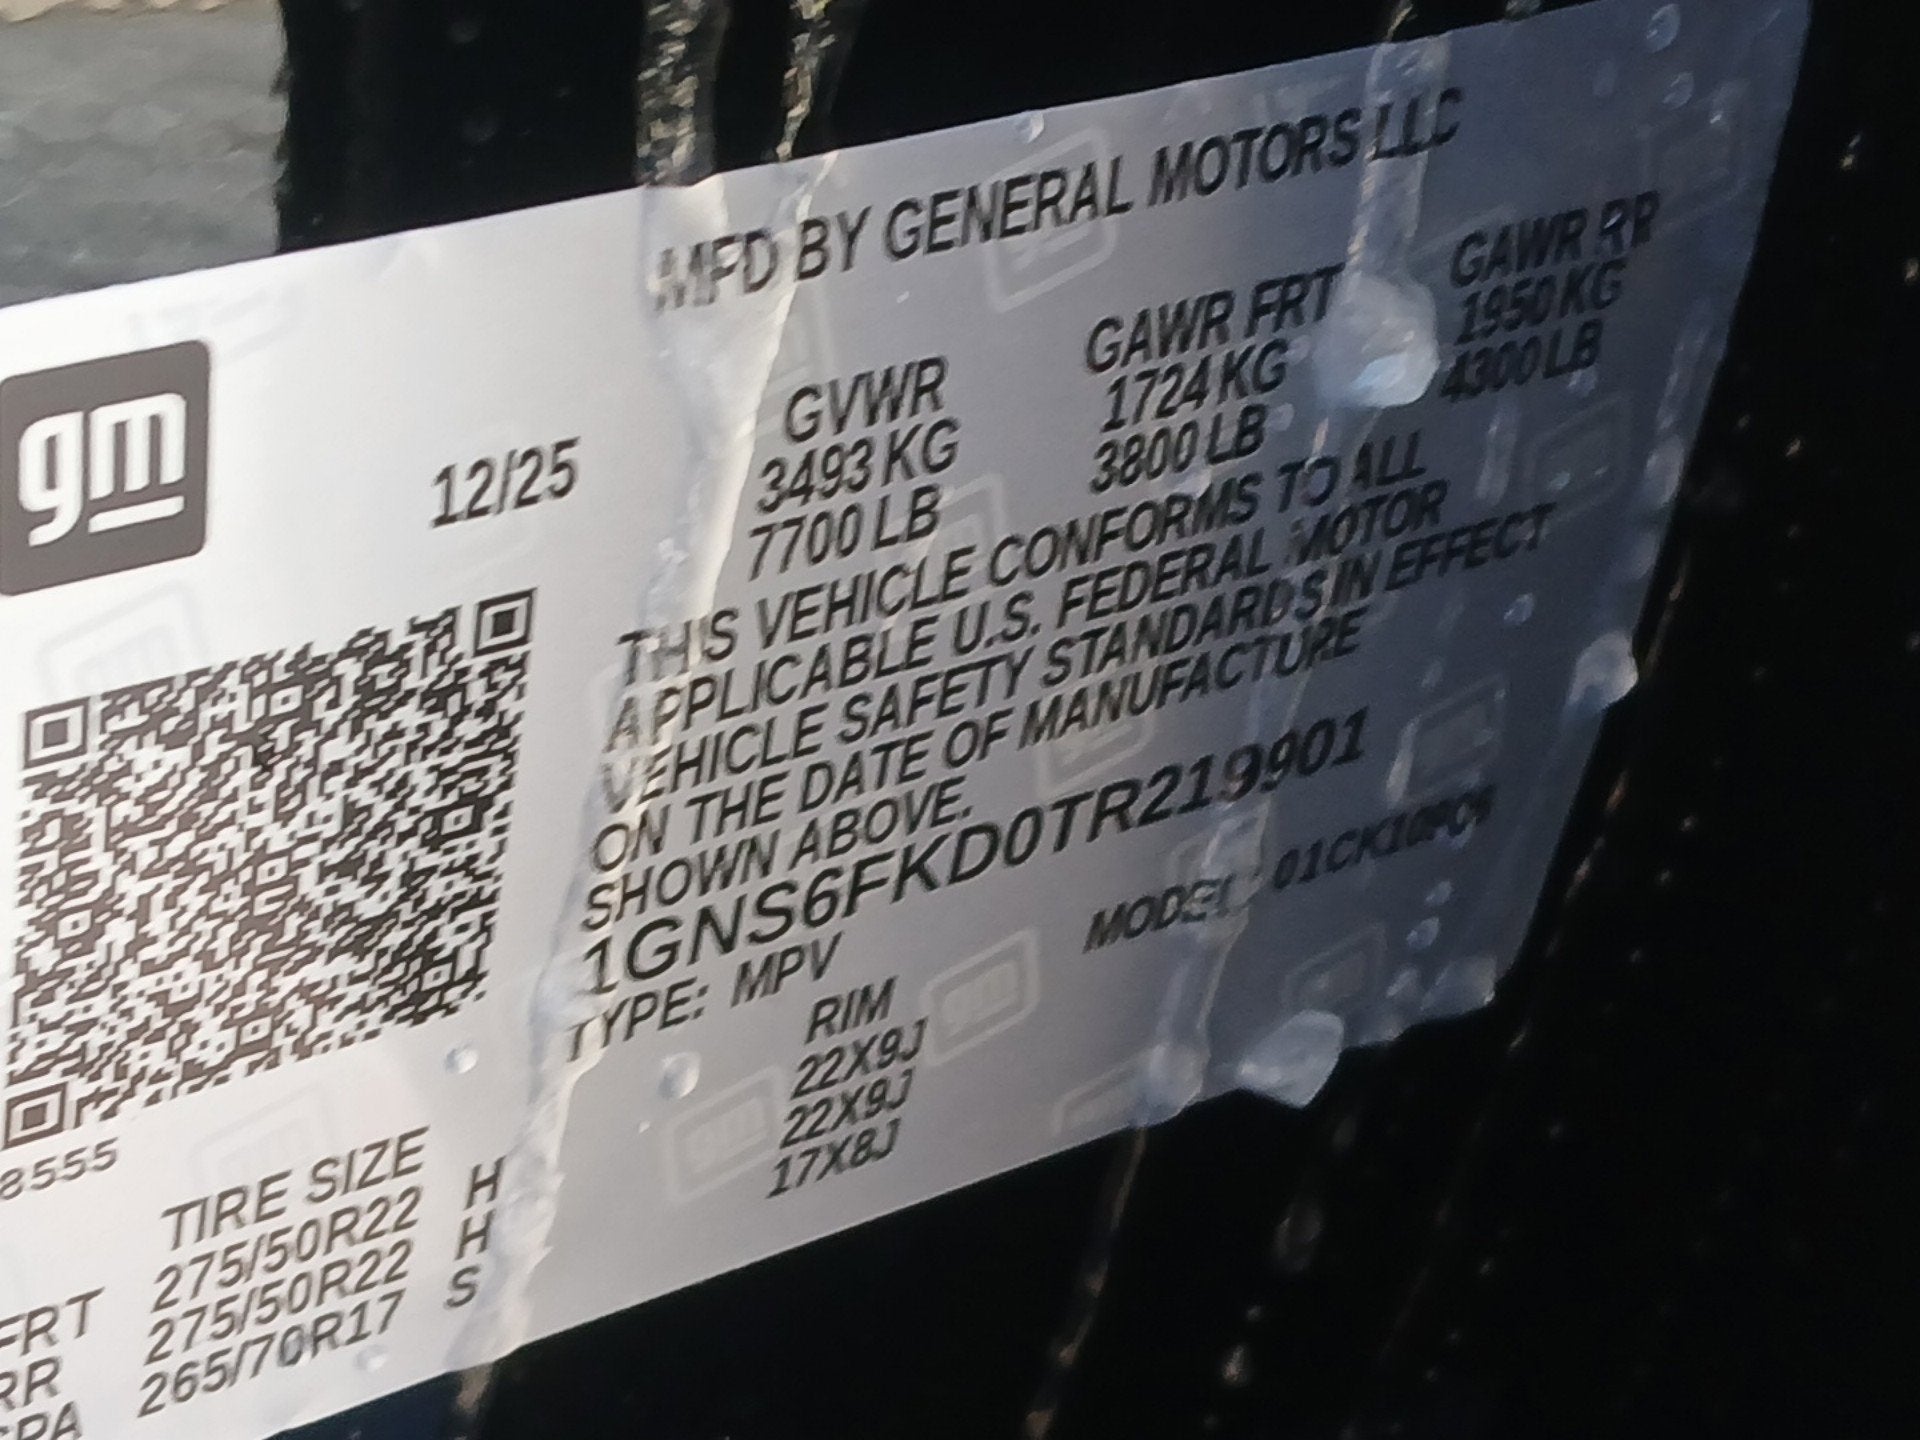 MFD BY GENERAL MOTORS LLC
gm
12/25
GVWR GAWR FRT GAWR RR
3493 KG 1724 KG 1950 KG
7700 LB 3800 LB 4300 LB
THIS VEHICLE CONFORMS TO ALL
APPLICABLE U.S. FEDERAL MOTOR
VEHICLE SAFETY STANDARDS IN EFFECT
ON THE DATE OF MANUFACTURE
SHOWN ABOVE.
1GNS6FKD0TR219901
TYPE: MPV MODEL:
8555
TIRE SIZE RIM
FRT 275/50R22 H 22X9J
RR 275/50R22 H 22X9J
SPA 265/70R17 S 17X8J